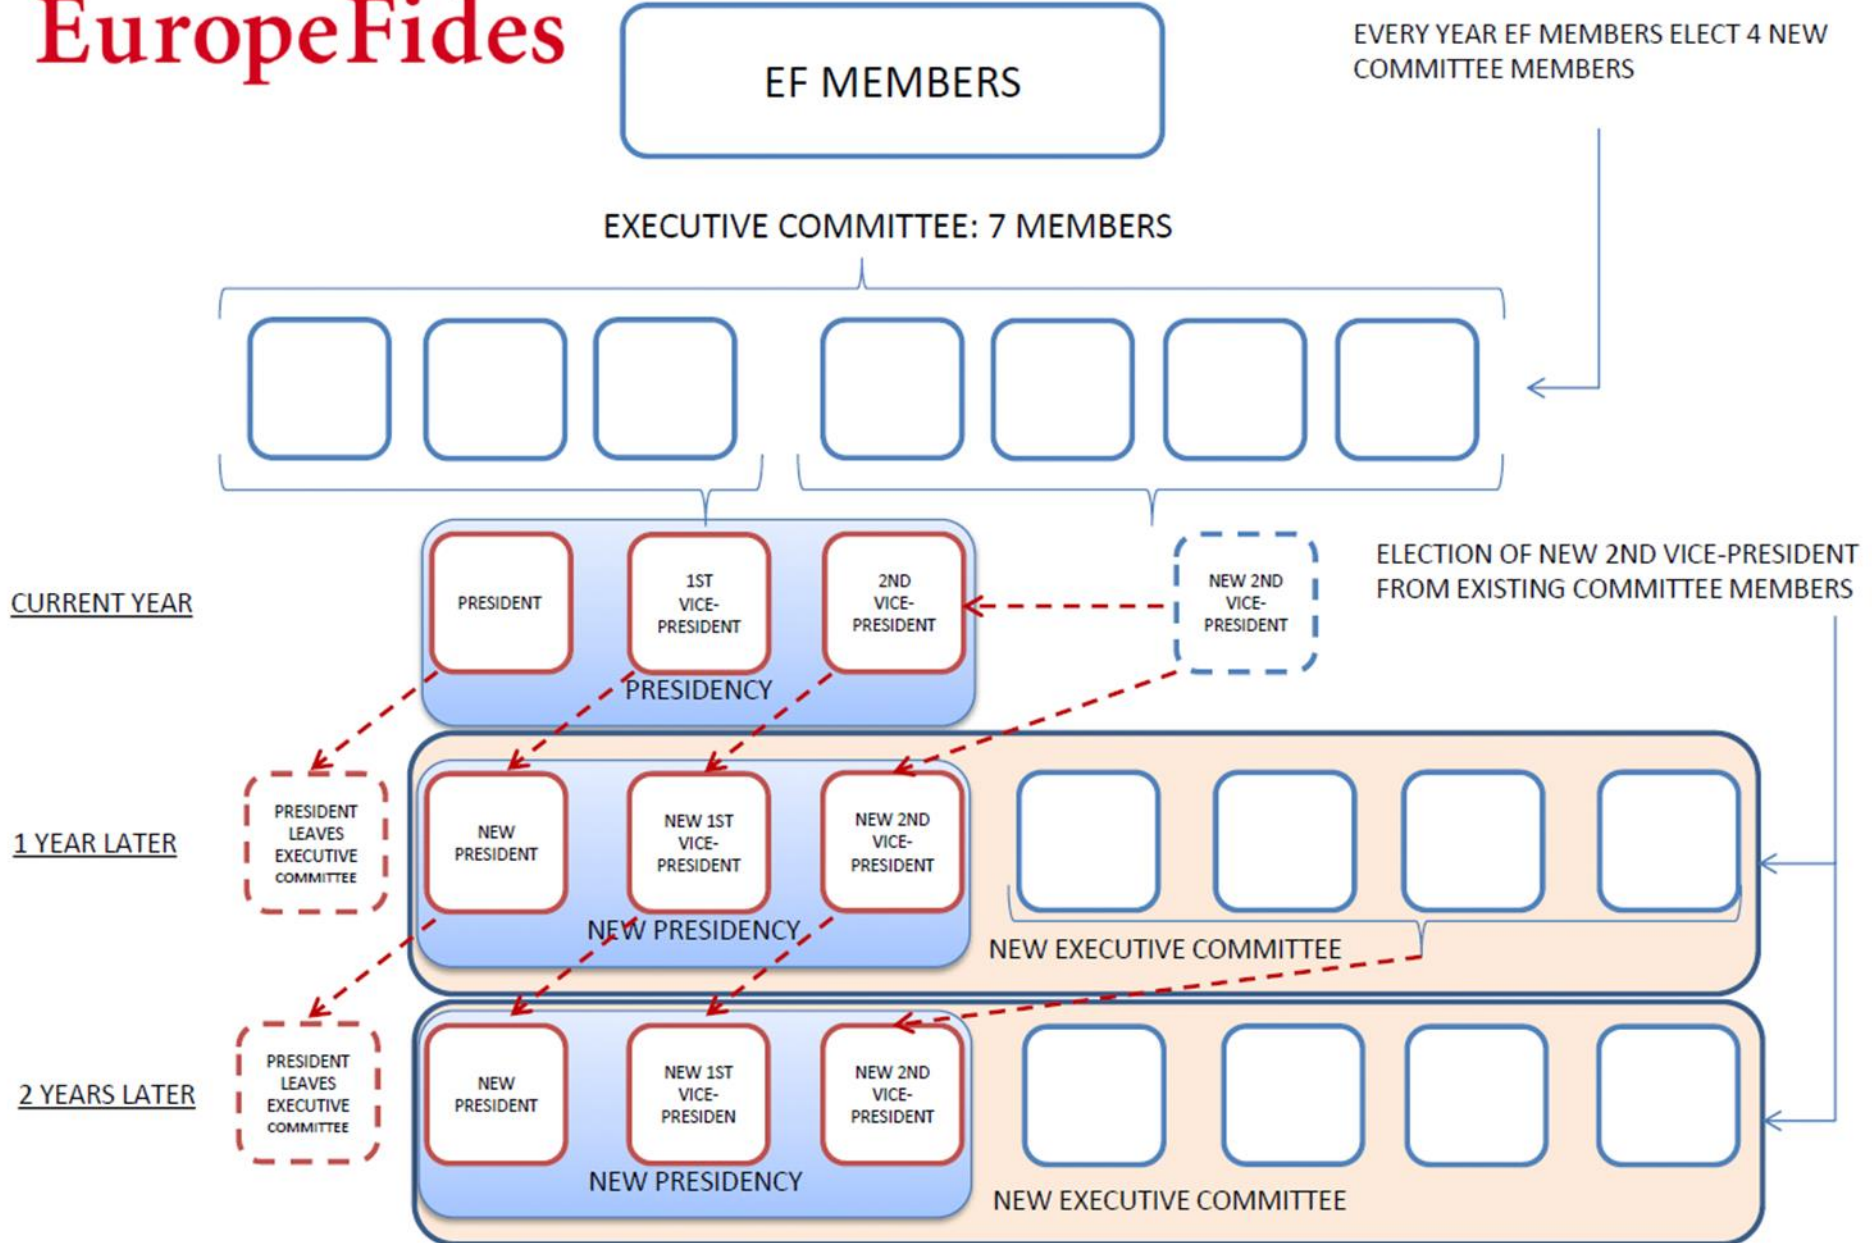 EuropeFides
EF MEMBERS
EVERY YEAR EF MEMBERS ELECT 4 NEW
COMMITTEE MEMBERS
EXECUTIVE COMMITTEE: 7 MEMBERS
CURRENT YEAR
PRESIDENT
1ST
VICE-
PRESIDENT
2ND
VICE-
PRESIDENT
NEW 2ND
VICE-
PRESIDENT
ELECTION OF NEW 2ND VICE-PRESIDENT
FROM EXISTING COMMITTEE MEMBERS
PRESIDENCY
1 YEAR LATER
PRESIDENT
LEAVES
EXECUTIVE
COMMITTEE
NEW
PRESIDENT
NEW 1ST
VICE-
PRESIDENT
NEW 2ND
VICE-
PRESIDENT
NEW PRESIDENCY
NEW EXECUTIVE COMMITTEE
2 YEARS LATER
PRESIDENT
LEAVES
EXECUTIVE
COMMITTEE
NEW
PRESIDENT
NEW 1ST
VICE-
PRESIDEN
NEW 2ND
VICE-
PRESIDENT
NEW PRESIDENCY
NEW EXECUTIVE COMMITTEE